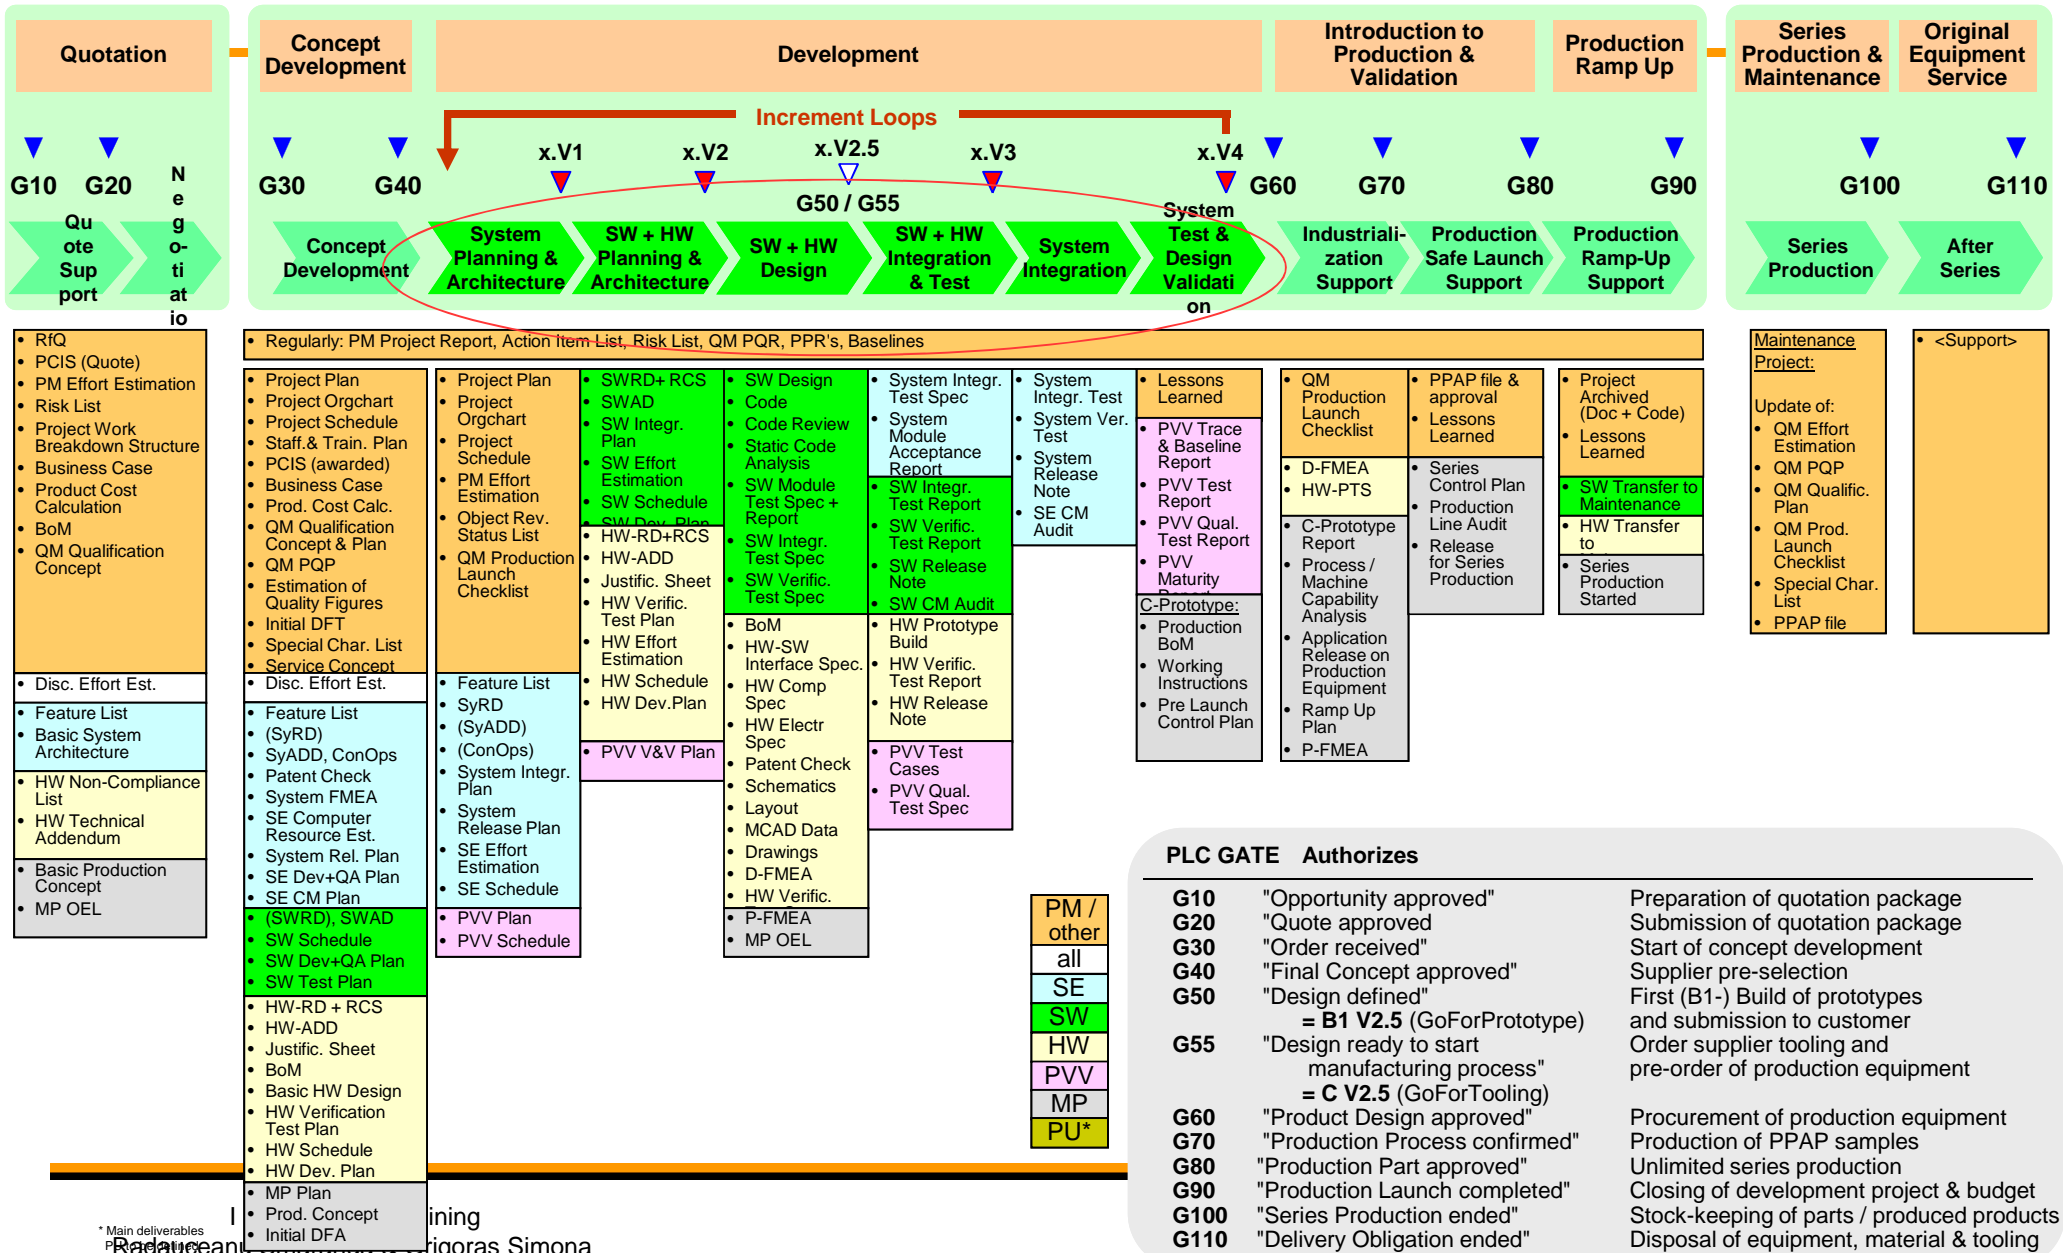 Quotation
Concept
Development
Development
Introduction to
Production &
Validation
Production
Ramp Up
Series
Production &
Maintenance
Original
Equipment
Service
Increment Loops
x.V1
x.V2
x.V2.5
x.V3
x.V4
G10
G20
G30
G40
G50 / G55
G60
G70
G80
G90
G100
G110
Qu
ote
Sup
port
N
e
g
o-
ti
at
io
Concept
Development
System
Planning &
Architecture
SW + HW
Planning &
Architecture
SW + HW
Design
SW + HW
Integration
& Test
System
Integration
System
Test &
Design
Validati
on
Industriali-
zation
Support
Production
Safe Launch
Support
Production
Ramp-Up
Support
Series
Production
After
Series
• RfQ
• PCIS (Quote)
• PM Effort Estimation
• Risk List
• Project Work
Breakdown Structure
• Business Case
• Product Cost
Calculation
• BoM
• QM Qualification
Concept
• Disc. Effort Est.
• Feature List
• Basic System
Architecture
• HW Non-Compliance
List
• HW Technical
Addendum
• Basic Production
Concept
• MP OEL
• Regularly: PM Project Report, Action Item List, Risk List, QM PQR, PPR's, Baselines
• Project Plan
• Project Orgchart
• Project Schedule
• Staff.& Train. Plan
• PCIS (awarded)
• Business Case
• Prod. Cost Calc.
• QM Qualification
Concept & Plan
• QM PQP
• Estimation of
Quality Figures
• Initial DFT
• Special Char. List
• Service Concept
• Disc. Effort Est.
• Feature List
• (SyRD)
• SyADD, ConOps
• Patent Check
• System FMEA
• SE Computer
Resource Est.
• System Rel. Plan
• SE Dev+QA Plan
• SE CM Plan
• (SWRD), SWAD
• SW Schedule
• SW Dev+QA Plan
• SW Test Plan
• HW-RD + RCS
• HW-ADD
• Justific. Sheet
• BoM
• Basic HW Design
• HW Verification
Test Plan
• HW Schedule
• HW Dev. Plan
• MP Plan
• Prod. Concept
• Initial DFA
• Project Plan
• Project
Orgchart
• Project
Schedule
• PM Effort
Estimation
• Object Rev.
Status List
• QM Production
Launch
Checklist
• Feature List
• SyRD
• (SyADD)
• (ConOps)
• System Integr.
Plan
• System
Release Plan
• SE Effort
Estimation
• SE Schedule
• PVV Plan
• PVV Schedule
• SWRD+ RCS
• SWAD
• SW Integr.
Plan
• SW Effort
Estimation
• SW Schedule
• SW Dev. Plan
• HW-RD+RCS
• HW-ADD
• Justific. Sheet
• HW Verific.
Test Plan
• HW Effort
Estimation
• HW Schedule
• HW Dev.Plan
• PVV V&V Plan
• SW Design
• Code
• Code Review
• Static Code
Analysis
• SW Module
Test Spec +
Report
• SW Integr.
Test Spec
• SW Verific.
Test Spec
• BoM
• HW-SW
Interface Spec.
• HW Comp
Spec
• HW Electr
Spec
• Patent Check
• Schematics
• Layout
• MCAD Data
• Drawings
• D-FMEA
• HW Verific.
• P-FMEA
• MP OEL
• System Integr.
Test Spec
• System
Module
Acceptance
Report
• SW Integr.
Test Report
• SW Verific.
Test Report
• SW Release
Note
• SW CM Audit
• HW Prototype
Build
• HW Verific.
Test Report
• HW Release
Note
• PVV Test
Cases
• PVV Qual.
Test Spec
• System
Integr. Test
• System Ver.
Test
• System
Release
Note
• SE CM
Audit
• Lessons
Learned
• PVV Trace
& Baseline
Report
• PVV Test
Report
• PVV Qual.
Test Report
• PVV
Maturity
C-Prototype:
• Production
BoM
• Working
Instructions
• Pre Launch
Control Plan
• QM
Production
Launch
Checklist
• D-FMEA
• HW-PTS
• C-Prototype
Report
• Process /
Machine
Capability
Analysis
• Application
Release on
Production
Equipment
• Ramp Up
Plan
• P-FMEA
• PPAP file &
approval
• Lessons
Learned
• Series
Control Plan
• Production
Line Audit
• Release
for Series
Production
• Project
Archived
(Doc + Code)
• Lessons
Learned
• SW Transfer to
Maintenance
• HW Transfer
to
• Series
Production
Started
Maintenance
Project:
Update of:
• QM Effort
Estimation
• QM PQP
• QM Qualific.
Plan
• QM Prod.
Launch
Checklist
• Special Char.
List
• PPAP file
• <Support>
PM /
other
all
SE
SW
HW
PVV
MP
PU*
PLC GATE Authorizes
G10 "Opportunity approved" Preparation of quotation package
G20 "Quote approved Submission of quotation package
G30 "Order received" Start of concept development
G40 "Final Concept approved" Supplier pre-selection
G50 "Design defined" First (B1-) Build of prototypes
= B1 V2.5 (GoForPrototype) and submission to customer
G55 "Design ready to start Order supplier tooling and
manufacturing process" pre-order of production equipment
= C V2.5 (GoForTooling)
G60 "Product Design approved" Procurement of production equipment
G70 "Production Process confirmed" Production of PPAP samples
G80 "Production Part approved" Unlimited series production
G90 "Production Launch completed" Closing of development project & budget
G100 "Series Production ended" Stock-keeping of parts / produced products
G110 "Delivery Obligation ended" Disposal of equipment, material & tooling
I ining
* Main deliverables
Grigoras Simona